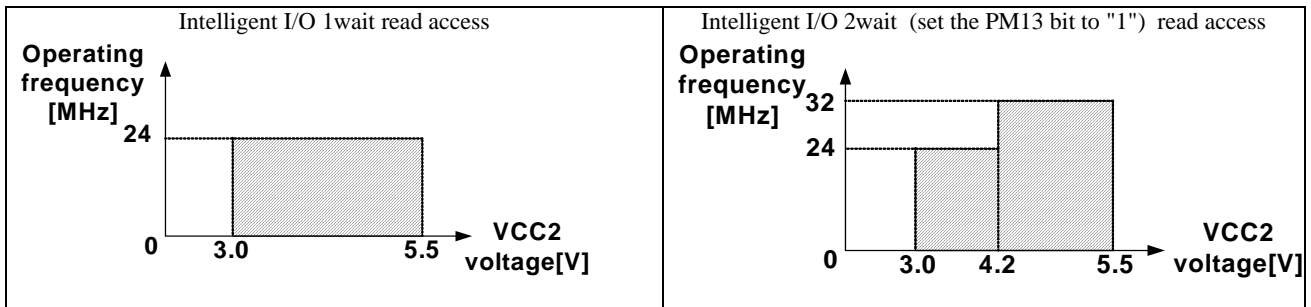 Intelligent I/O 1wait read access
Operating
frequency
[MHz]
24
0
3.0
5.5
VCC2
voltage[V]
Intelligent I/O 2wait (set the PM13 bit to "1") read access
Operating
frequency
[MHz]
32
24
0
3.0
4.2
5.5
VCC2
voltage[V]